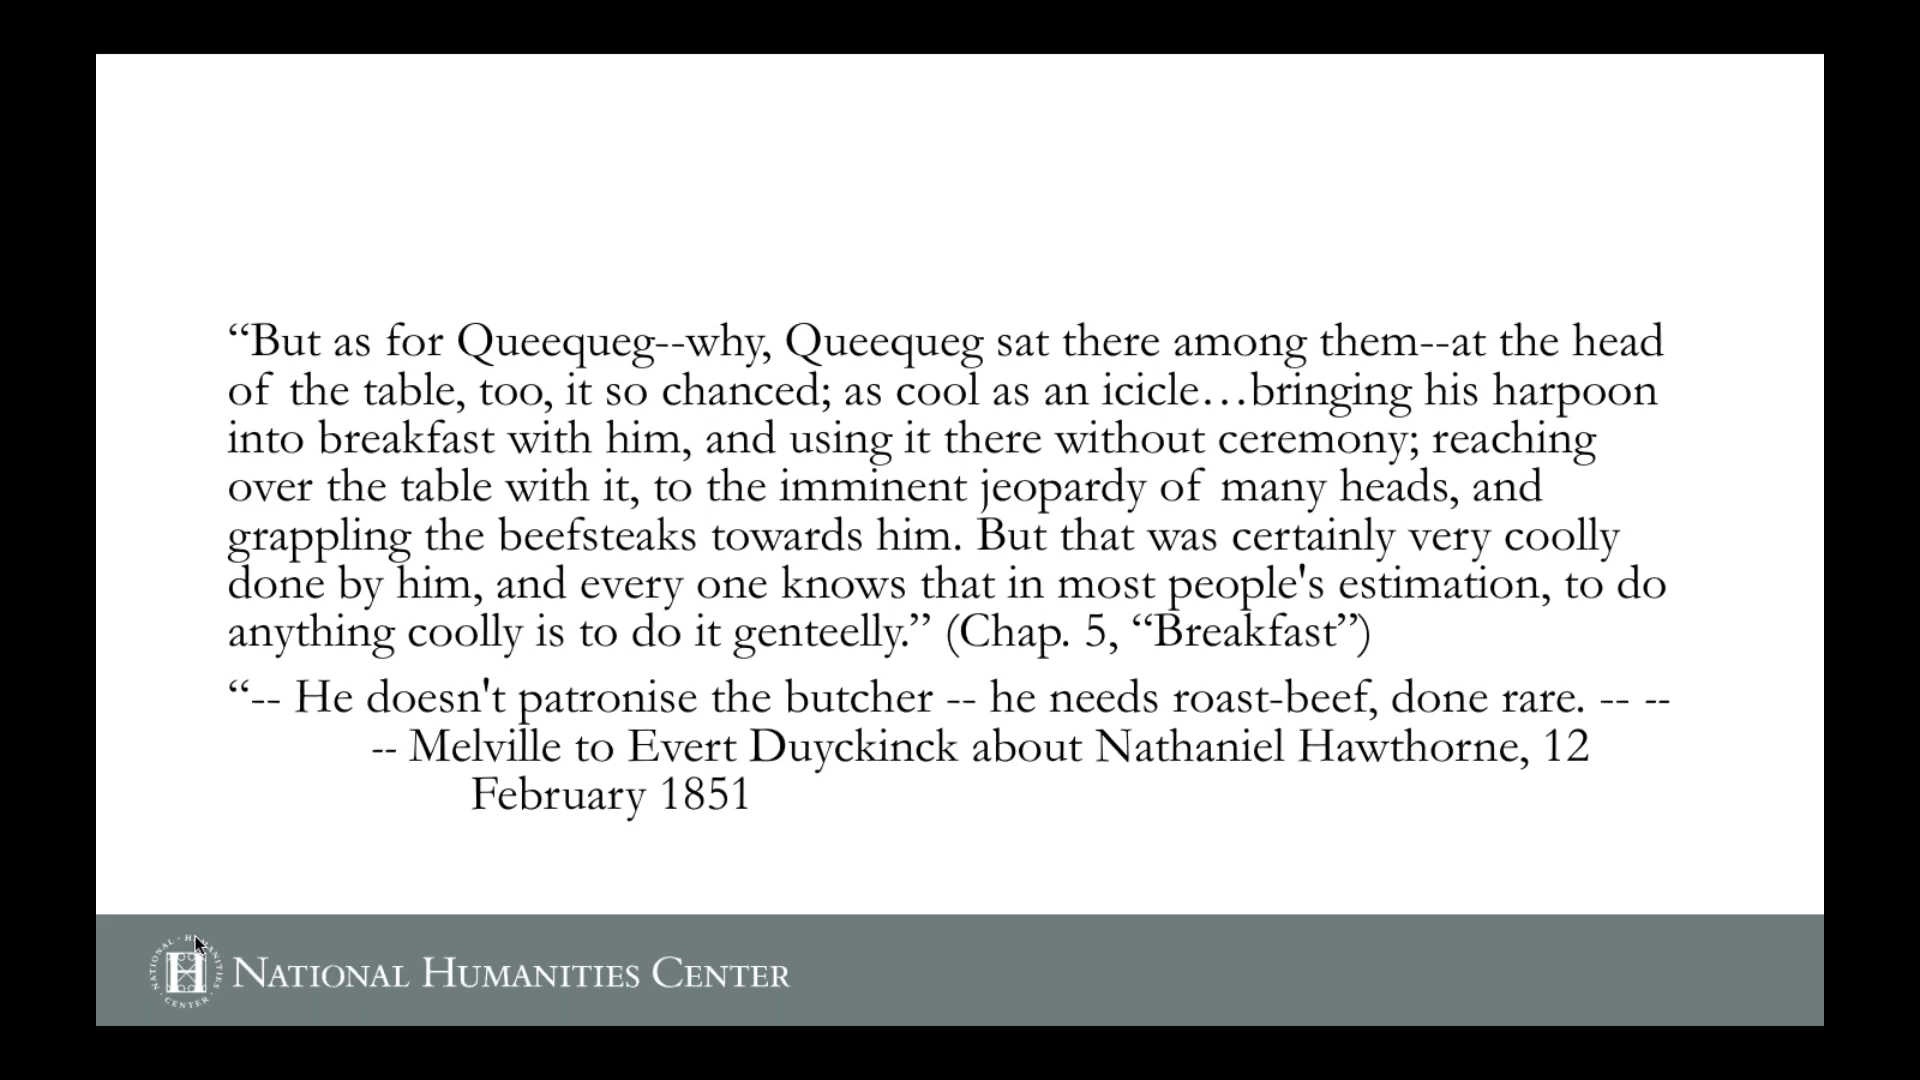 “But as for Queequeg--why, Queequeg sat there among them--at the head
of the table, too, it so chanced; as cool as an icicle…bringing his harpoon
into breakfast with him, and using it there without ceremony; reaching
over the table with it, to the imminent jeopardy of many heads, and
grappling the beefsteaks towards him. But that was certainly very coolly
done by him, and every one knows that in most people's estimation, to do
anything coolly is to do it genteelly.” (Chap. 5, “Breakfast”)
“-- He doesn't patronise the butcher -- he needs roast-beef, done rare. -- --
-- Melville to Evert Duyckinck about Nathaniel Hawthorne, 12
February 1851
NATIONAL · HUMANITIES · CENTER ·
H
NATIONAL HUMANITIES CENTER